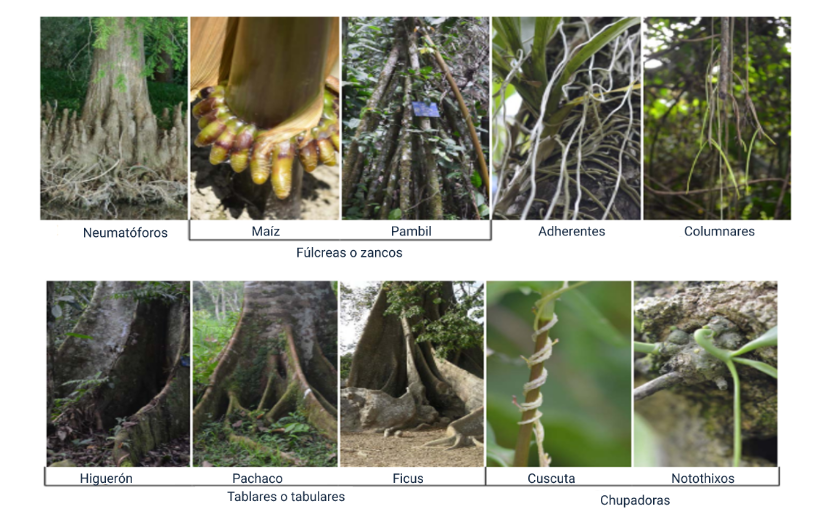 Neumatóforos
Maíz
Pambil
Adherentes
Columnares
Fúlcreas o zancos
Higuerón
Pachaco
Ficus
Cuscuta
Notothixos
Tablares o tabulares
Chupadoras